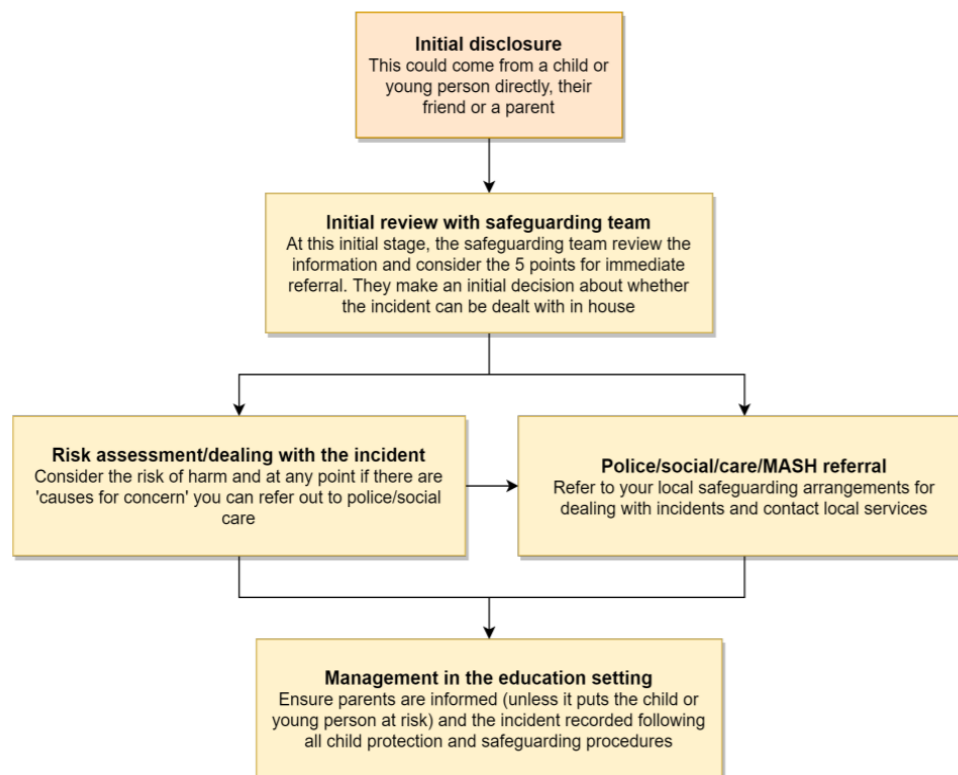 Initial disclosure
This could come from a child or
young person directly, their
friend or a parent
Initial review with safeguarding team
At this initial stage, the safeguarding team review the
information and consider the 5 points for immediate
referral. They make an initial decision about whether
the incident can be dealt with in house
Risk assessment/dealing with the incident
Consider the risk of harm and at any point if there are
'causes for concern' you can refer out to police/social
care
Police/social/care/MASH referral
Refer to your local safeguarding arrangements for
dealing with incidents and contact local services
Management in the education setting
Ensure parents are informed (unless it puts the child or
young person at risk) and the incident recorded following
all child protection and safeguarding procedures